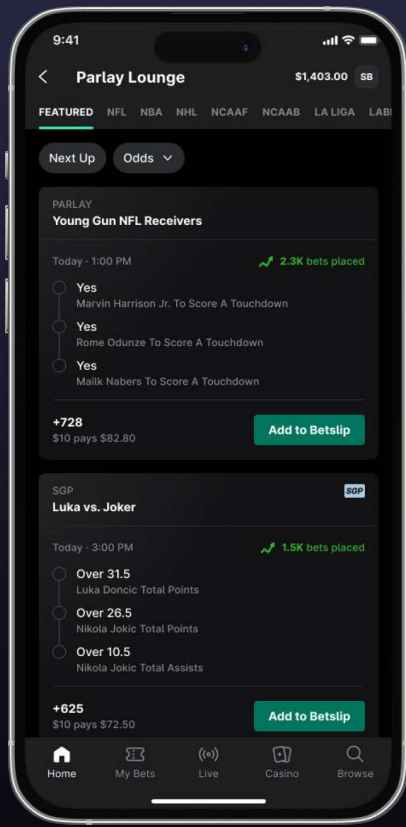 9:41
Parlay Lounge
$1,403.00 SB
FEATURED NFL NBA NHL NCAAF NCAAB LA LIGA LAB
Next Up Odds
PARLAY
Young Gun NFL Receivers
Today · 1:00 PM 2.3K bets placed
Yes
Marvin Harrison Jr. To Score A Touchdown
Yes
Rome Odunze To Score A Touchdown
Yes
Mailk Nabers To Score A Touchdown
+728
$10 pays $82.80
Add to Betslip
SGP SGP
Luka vs. Joker
Today · 3:00 PM 1.5K bets placed
Over 31.5
Luka Doncic Total Points
Over 26.5
Nikola Jokic Total Points
Over 10.5
Nikola Jokic Total Assists
+625
$10 pays $72.50
Add to Betslip
Home My Bets Live Casino Browse